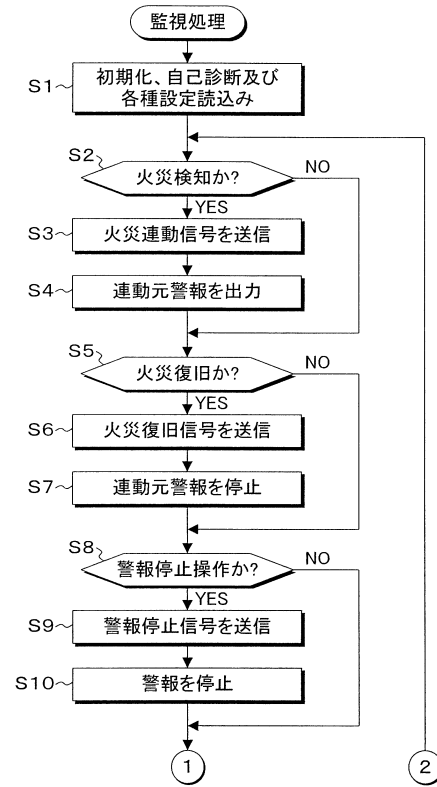 監視処理
S1
初期化、自己診断及び
各種設定読込み
S2
火災検知か?
NO
YES
S3
火災連動信号を送信
S4
連動元警報を出力
S5
火災復旧か?
NO
YES
S6
火災復旧信号を送信
S7
連動元警報を停止
S8
警報停止操作か?
NO
YES
S9
警報停止信号を送信
S10
警報を停止
1
2